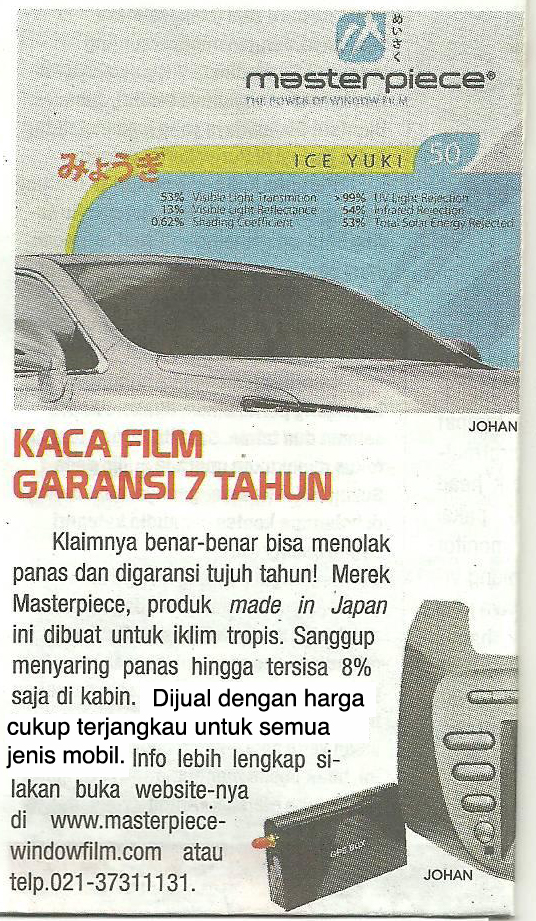 めいさく
masterpiece®
THE POWER OF WINDOW FILM
みょうぎ
ICE YUKI 50
53% Visible Light Transmition >99% UV Light Rejection
13% Visible Light Reflectance 54% Infrared Rejection
0.62% Shading Coefficient 53% Total Solar Energy Rejected
JOHAN
KACA FILM
GARANSI 7 TAHUN
Klaimnya benar-benar bisa menolak
panas dan digaransi tujuh tahun! Merek
Masterpiece, produk made in Japan
ini dibuat untuk iklim tropis. Sanggup
menyaring panas hingga tersisa 8%
saja di kabin. Dijual dengan harga
cukup terjangkau untuk semua
jenis mobil. Info lebih lengkap si-
lakan buka website-nya
di www.masterpiece-
windowfilm.com atau
telp.021-37311131.
GPS BOX
JOHAN